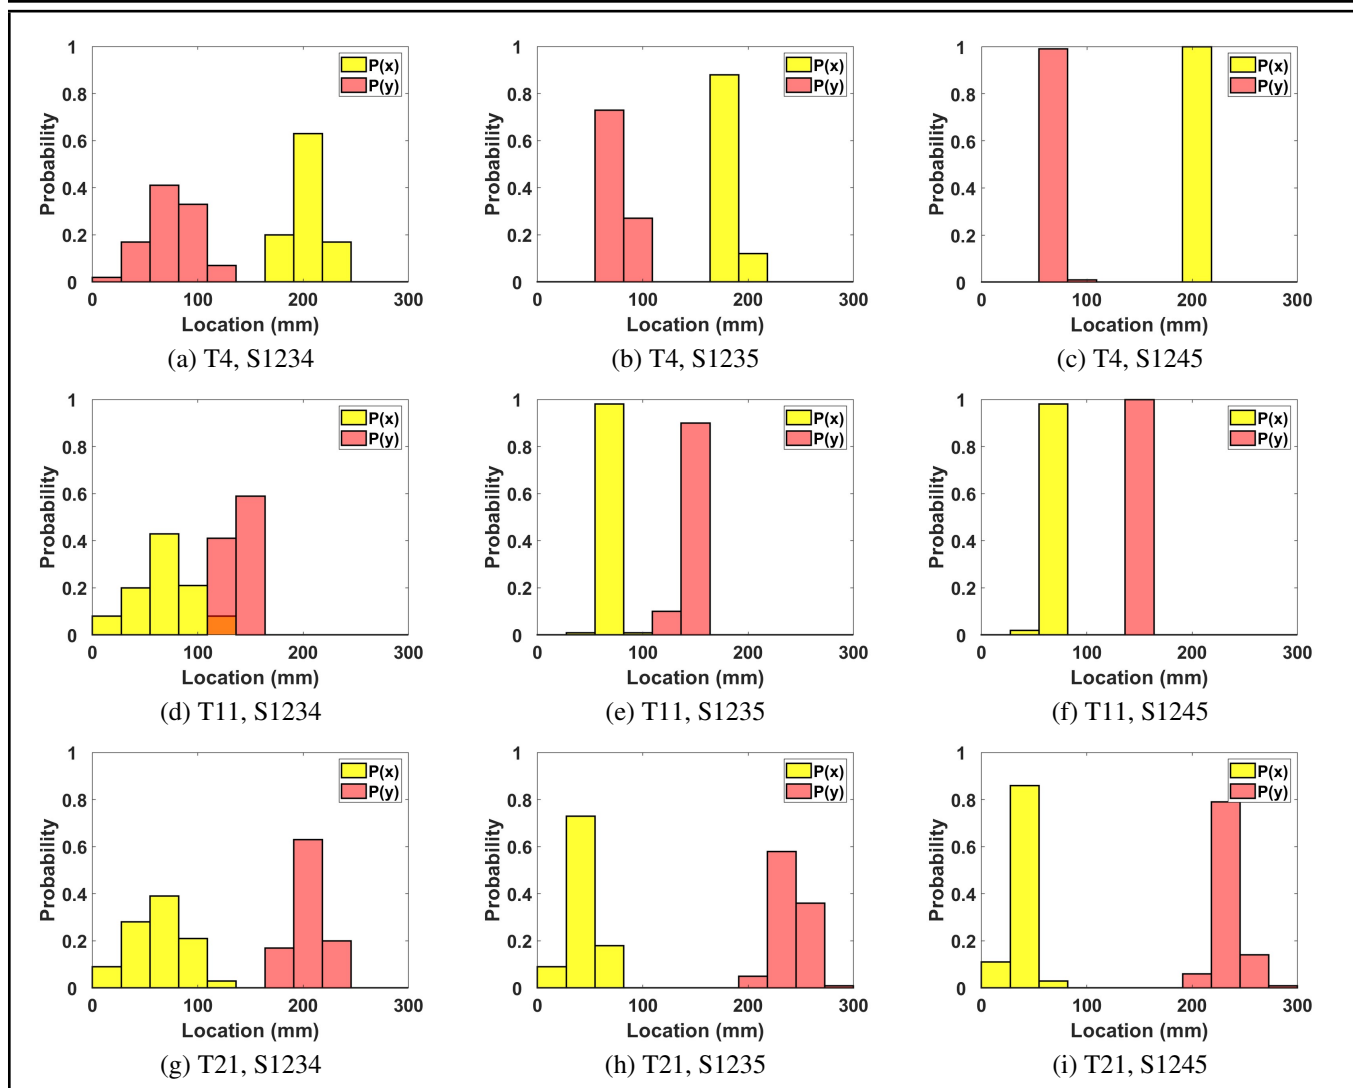 1
0.8
0.6
0.4
0.2
0
Probability
0 100 200 300
Location (mm)
P(x)
P(y)
(a) T4, S1234
1
0.8
0.6
0.4
0.2
0
Probability
0 100 200 300
Location (mm)
P(x)
P(y)
(b) T4, S1235
1
0.8
0.6
0.4
0.2
0
Probability
0 100 200 300
Location (mm)
P(x)
P(y)
(c) T4, S1245
1
0.8
0.6
0.4
0.2
0
Probability
0 100 200 300
Location (mm)
P(x)
P(y)
(d) T11, S1234
1
0.8
0.6
0.4
0.2
0
Probability
0 100 200 300
Location (mm)
P(x)
P(y)
(e) T11, S1235
1
0.8
0.6
0.4
0.2
0
Probability
0 100 200 300
Location (mm)
P(x)
P(y)
(f) T11, S1245
1
0.8
0.6
0.4
0.2
0
Probability
0 100 200 300
Location (mm)
P(x)
P(y)
(g) T21, S1234
1
0.8
0.6
0.4
0.2
0
Probability
0 100 200 300
Location (mm)
P(x)
P(y)
(h) T21, S1235
1
0.8
0.6
0.4
0.2
0
Probability
0 100 200 300
Location (mm)
P(x)
P(y)
(i) T21, S1245